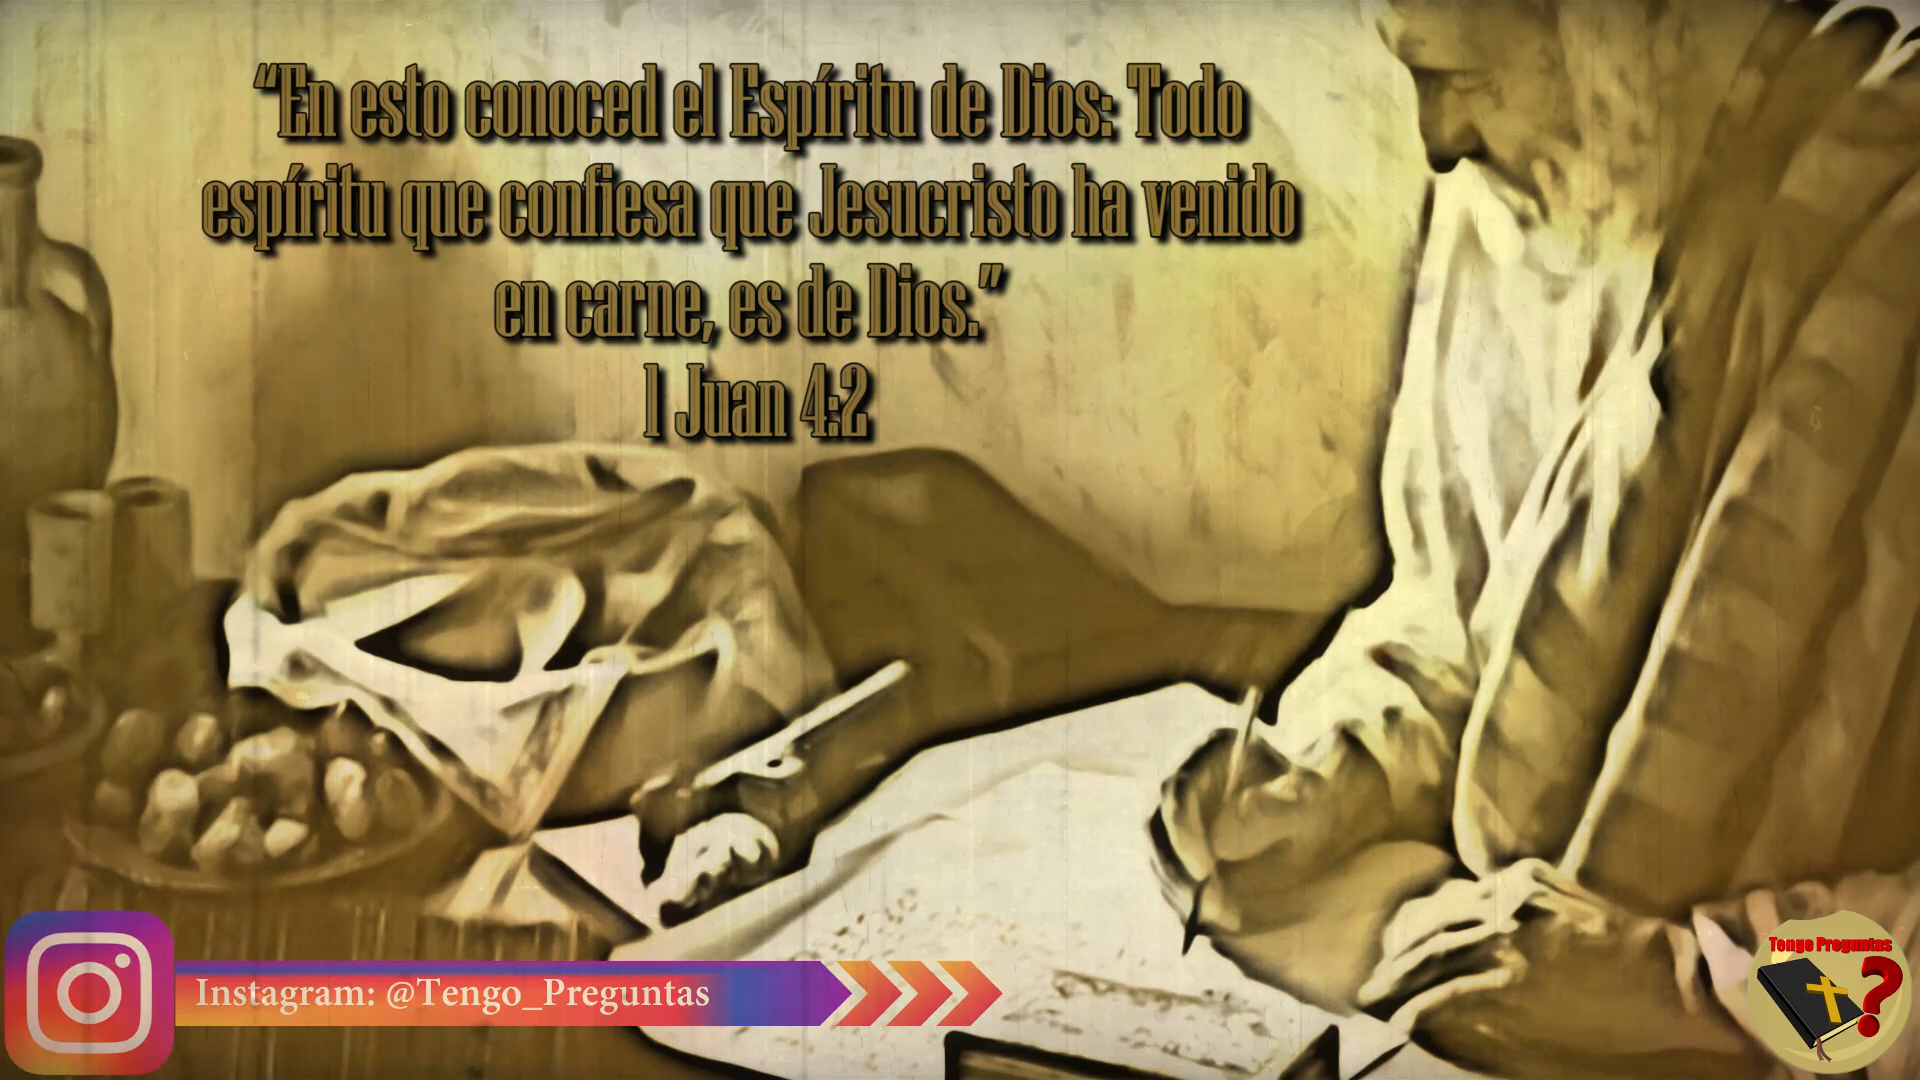 “En esto conoced el Espíritu de Dios: Todo
espíritu que confiesa que Jesucristo ha venido
en carne, es de Dios.”
1 Juan 4:2
Instagram: @Tengo_Preguntas
Tengo Preguntas
?